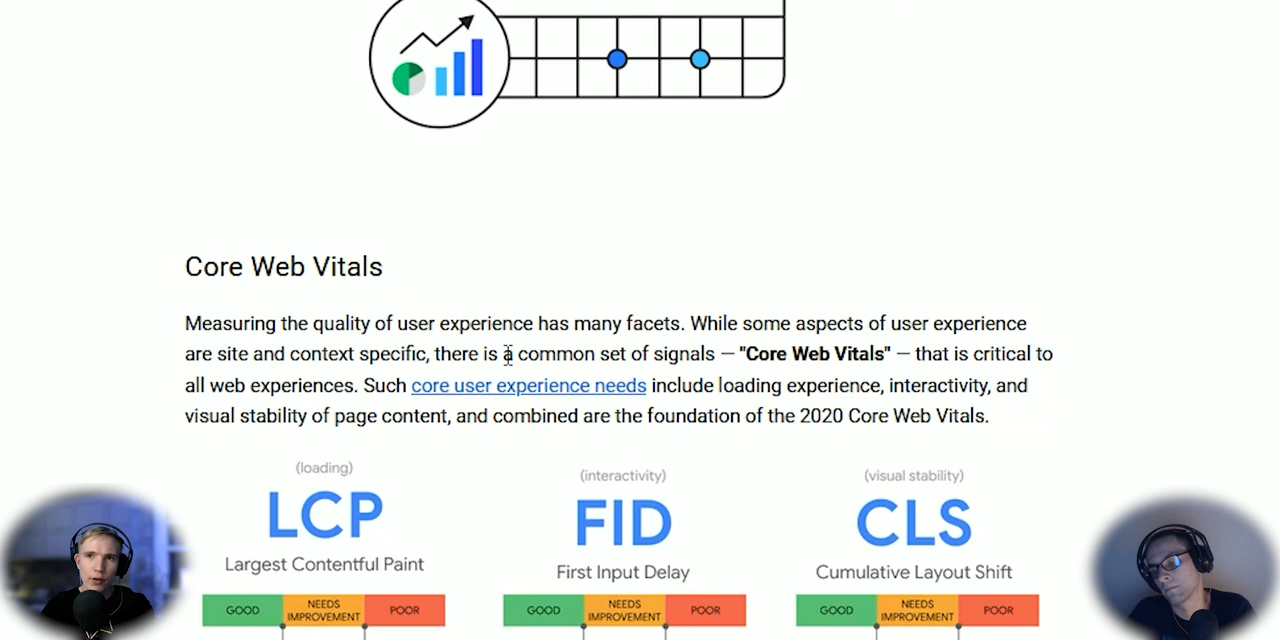 Core Web Vitals
Measuring the quality of user experience has many facets. While some aspects of user experience
are site and context specific, there is a common set of signals — "Core Web Vitals" — that is critical to
all web experiences. Such core user experience needs include loading experience, interactivity, and
visual stability of page content, and combined are the foundation of the 2020 Core Web Vitals.
(loading)
LCP
Largest Contentful Paint
GOOD
NEEDS
IMPROVEMENT
POOR
(interactivity)
FID
First Input Delay
GOOD
NEEDS
IMPROVEMENT
POOR
(visual stability)
CLS
Cumulative Layout Shift
GOOD
NEEDS
IMPROVEMENT
POOR